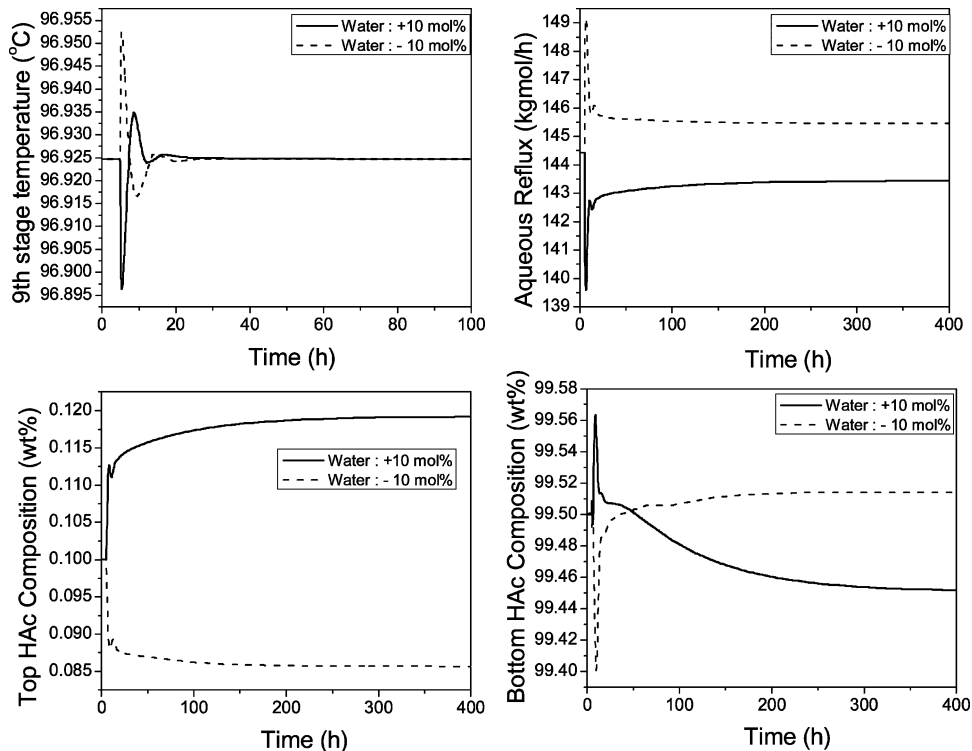 96.955
96.950
96.945
96.940
96.935
96.930
96.925
96.920
96.915
96.910
96.905
96.900
96.895
9th stage temperature (°C)
Water : +10 mol%
Water : - 10 mol%
0 20 40 60 80 100
Time (h)
149
148
147
146
145
144
143
142
141
140
139
Aqueous Reflux (kgmol/h)
Water : +10 mol%
Water : - 10 mol%
0 100 200 300 400
Time (h)
0.120
0.115
0.110
0.105
0.100
0.095
0.090
0.085
Top HAc Composition (wt%)
Water : +10 mol%
Water : - 10 mol%
0 100 200 300 400
Time (h)
99.58
99.56
99.54
99.52
99.50
99.48
99.46
99.44
99.42
99.40
Bottom HAc Composition (wt%)
Water : +10 mol%
Water : - 10 mol%
0 100 200 300 400
Time (h)